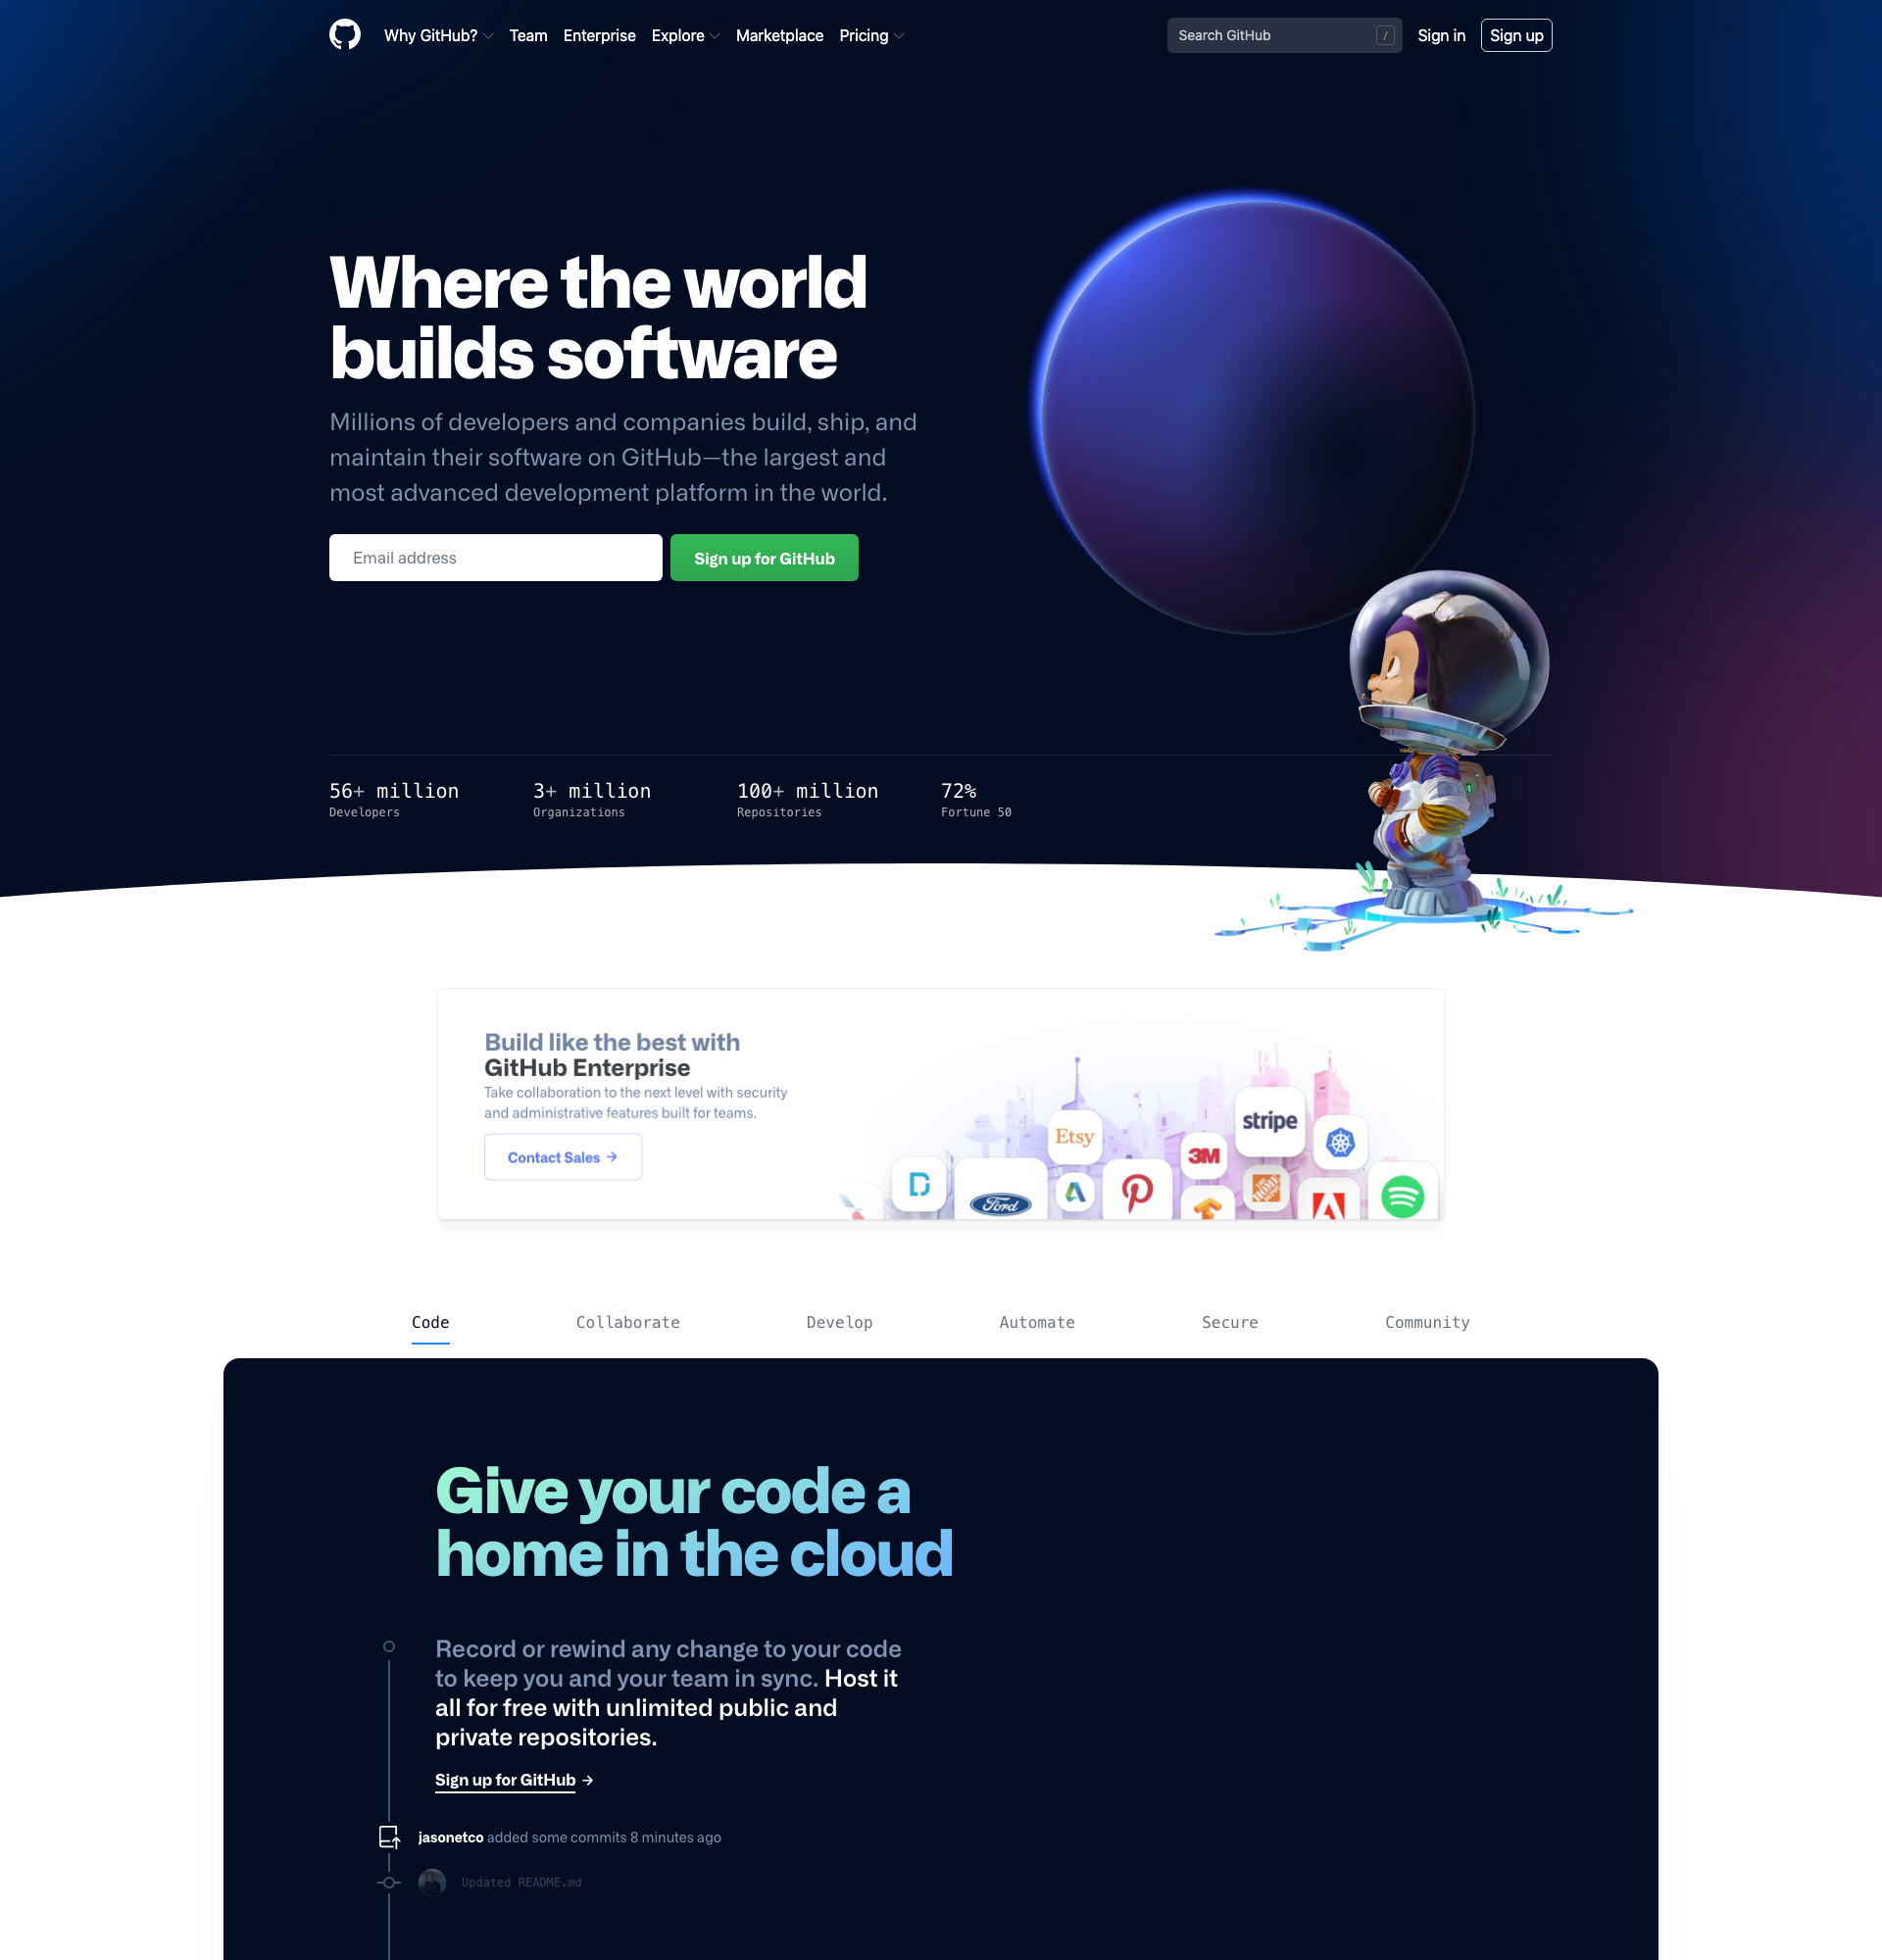 Why GitHub?
Team
Enterprise
Explore
Marketplace
Pricing
Search GitHub
/
Sign in
Sign up
Where the world
builds software
Millions of developers and companies build, ship, and
maintain their software on GitHub—the largest and
most advanced development platform in the world.
Email address
Sign up for GitHub
56+ million
Developers
3+ million
Organizations
100+ million
Repositories
72%
Fortune 50
Build like the best with
GitHub Enterprise
Take collaboration to the next level with security
and administrative features built for teams.
Contact Sales →
Etsy
stripe
3M
Ford
THE HOME DEPOT
Code
Collaborate
Develop
Automate
Secure
Community
Give your code a
home in the cloud
Record or rewind any change to your code
to keep you and your team in sync. Host it
all for free with unlimited public and
private repositories.
Sign up for GitHub →
jasonetco added some commits 8 minutes ago
Updated README.md